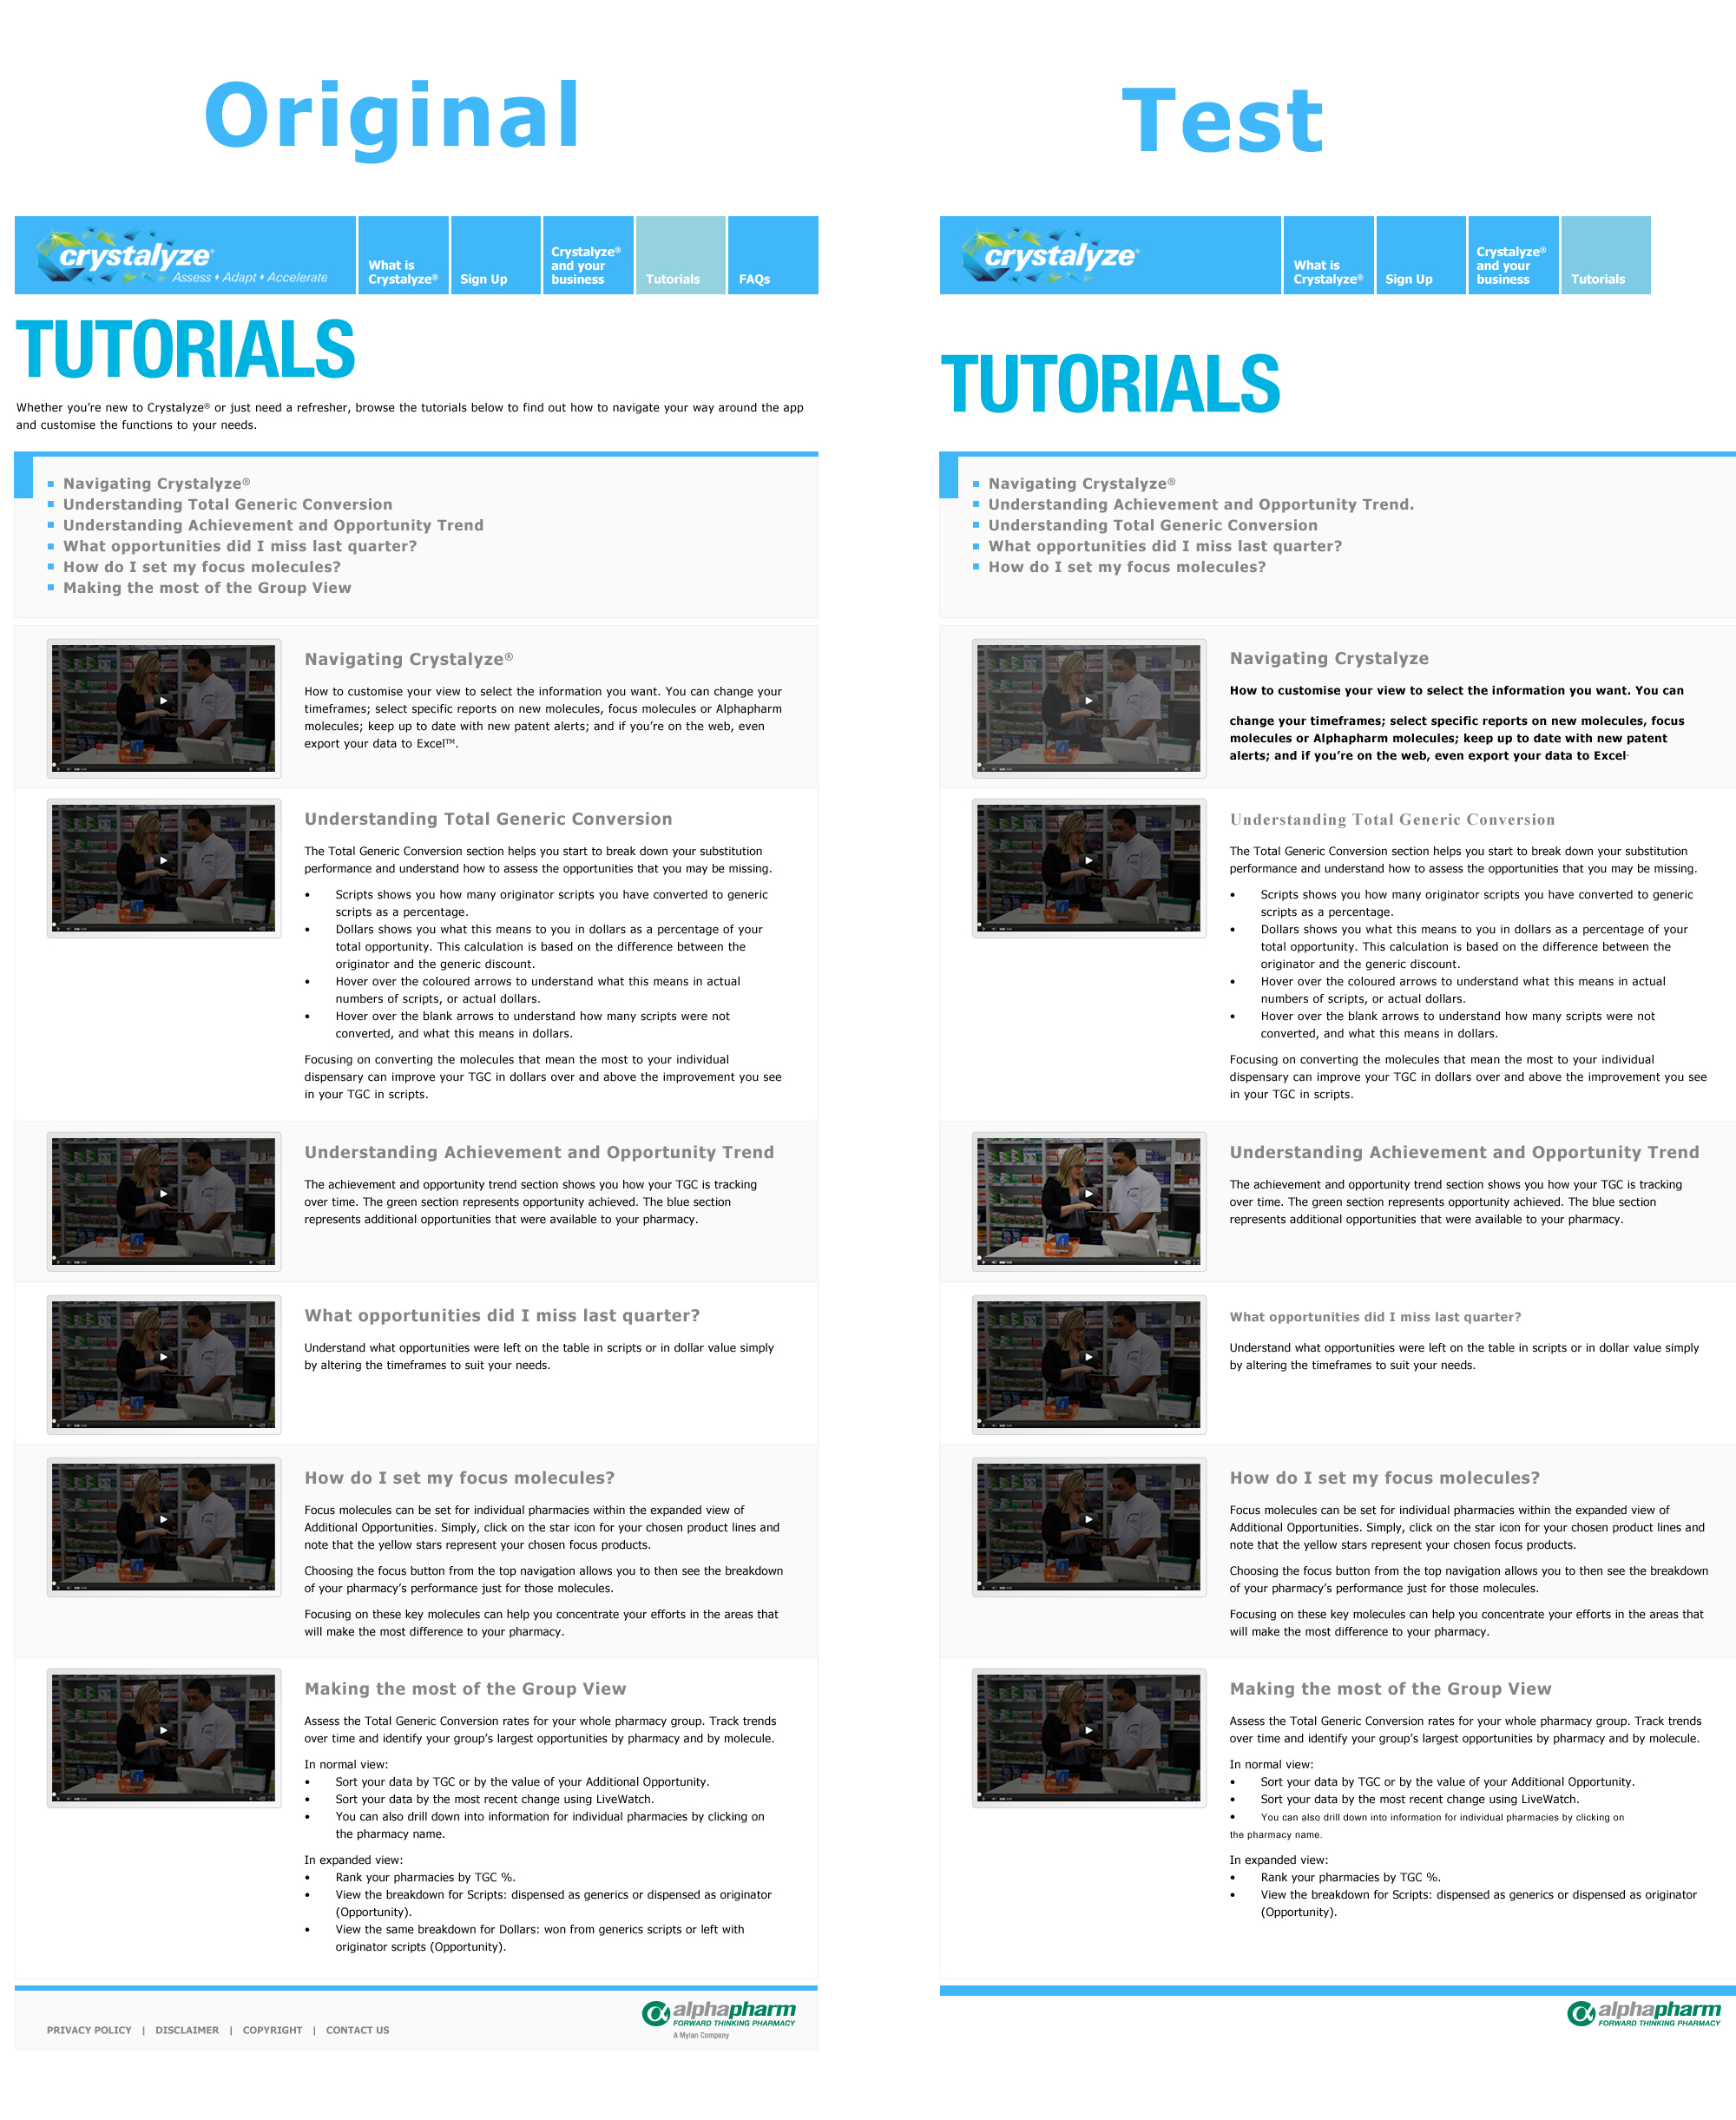 Original
crystalyze®
Assess • Adapt • Accelerate
What is
Crystalyze®
Sign Up
Crystalyze®
and your
business
Tutorials
FAQs
TUTORIALS
Whether you’re new to Crystalyze® or just need a refresher, browse the tutorials below to find out how to navigate your way around the app
and customise the functions to your needs.
Navigating Crystalyze®
Understanding Total Generic Conversion
Understanding Achievement and Opportunity Trend
What opportunities did I miss last quarter?
How do I set my focus molecules?
Making the most of the Group View
Navigating Crystalyze®
How to customise your view to select the information you want. You can change your
timeframes; select specific reports on new molecules, focus molecules or Alphapharm
molecules; keep up to date with new patent alerts; and if you’re on the web, even
export your data to Excel™.
Understanding Total Generic Conversion
The Total Generic Conversion section helps you start to break down your substitution
performance and understand how to assess the opportunities that you may be missing.
• Scripts shows you how many originator scripts you have converted to generic
scripts as a percentage.
• Dollars shows you what this means to you in dollars as a percentage of your
total opportunity. This calculation is based on the difference between the
originator and the generic discount.
• Hover over the coloured arrows to understand what this means in actual
numbers of scripts, or actual dollars.
• Hover over the blank arrows to understand how many scripts were not
converted, and what this means in dollars.
Focusing on converting the molecules that mean the most to your individual
dispensary can improve your TGC in dollars over and above the improvement you see
in your TGC in scripts.
Understanding Achievement and Opportunity Trend
The achievement and opportunity trend section shows you how your TGC is tracking
over time. The green section represents opportunity achieved. The blue section
represents additional opportunities that were available to your pharmacy.
What opportunities did I miss last quarter?
Understand what opportunities were left on the table in scripts or in dollar value simply
by altering the timeframes to suit your needs.
How do I set my focus molecules?
Focus molecules can be set for individual pharmacies within the expanded view of
Additional Opportunities. Simply, click on the star icon for your chosen product lines and
note that the yellow stars represent your chosen focus products.
Choosing the focus button from the top navigation allows you to then see the breakdown
of your pharmacy’s performance just for those molecules.
Focusing on these key molecules can help you concentrate your efforts in the areas that
will make the most difference to your pharmacy.
Making the most of the Group View
Assess the Total Generic Conversion rates for your whole pharmacy group. Track trends
over time and identify your group’s largest opportunities by pharmacy and by molecule.
In normal view:
• Sort your data by TGC or by the value of your Additional Opportunity.
• Sort your data by the most recent change using LiveWatch.
• You can also drill down into information for individual pharmacies by clicking on
the pharmacy name.
In expanded view:
• Rank your pharmacies by TGC %.
• View the breakdown for Scripts: dispensed as generics or dispensed as originator
(Opportunity).
• View the same breakdown for Dollars: won from generics scripts or left with
originator scripts (Opportunity).
PRIVACY POLICY | DISCLAIMER | COPYRIGHT | CONTACT US
alphapharm
FORWARD THINKING PHARMACY
A Mylan Company
Test
crystalyze®
What is
Crystalyze®
Sign Up
Crystalyze®
and your
business
Tutorials
TUTORIALS
Navigating Crystalyze®
Understanding Achievement and Opportunity Trend.
Understanding Total Generic Conversion
What opportunities did I miss last quarter?
How do I set my focus molecules?
Navigating Crystalyze
How to customise your view to select the information you want. You can
change your timeframes; select specific reports on new molecules, focus
molecules or Alphapharm molecules; keep up to date with new patent
alerts; and if you’re on the web, even export your data to Excel.
Understanding Total Generic Conversion
The Total Generic Conversion section helps you start to break down your substitution
performance and understand how to assess the opportunities that you may be missing.
• Scripts shows you how many originator scripts you have converted to generic
scripts as a percentage.
• Dollars shows you what this means to you in dollars as a percentage of your
total opportunity. This calculation is based on the difference between the
originator and the generic discount.
• Hover over the coloured arrows to understand what this means in actual
numbers of scripts, or actual dollars.
• Hover over the blank arrows to understand how many scripts were not
converted, and what this means in dollars.
Focusing on converting the molecules that mean the most to your individual
dispensary can improve your TGC in dollars over and above the improvement you see
in your TGC in scripts.
Understanding Achievement and Opportunity Trend
The achievement and opportunity trend section shows you how your TGC is tracking
over time. The green section represents opportunity achieved. The blue section
represents additional opportunities that were available to your pharmacy.
What opportunities did I miss last quarter?
Understand what opportunities were left on the table in scripts or in dollar value simply
by altering the timeframes to suit your needs.
How do I set my focus molecules?
Focus molecules can be set for individual pharmacies within the expanded view of
Additional Opportunities. Simply, click on the star icon for your chosen product lines and
note that the yellow stars represent your chosen focus products.
Choosing the focus button from the top navigation allows you to then see the breakdown
of your pharmacy’s performance just for those molecules.
Focusing on these key molecules can help you concentrate your efforts in the areas that
will make the most difference to your pharmacy.
Making the most of the Group View
Assess the Total Generic Conversion rates for your whole pharmacy group. Track trends
over time and identify your group’s largest opportunities by pharmacy and by molecule.
In normal view:
• Sort your data by TGC or by the value of your Additional Opportunity.
• Sort your data by the most recent change using LiveWatch.
• You can also drill down into information for individual pharmacies by clicking on
the pharmacy name.
In expanded view:
• Rank your pharmacies by TGC %.
• View the breakdown for Scripts: dispensed as generics or dispensed as originator
(Opportunity).
alphapharm
FORWARD THINKING PHARMACY